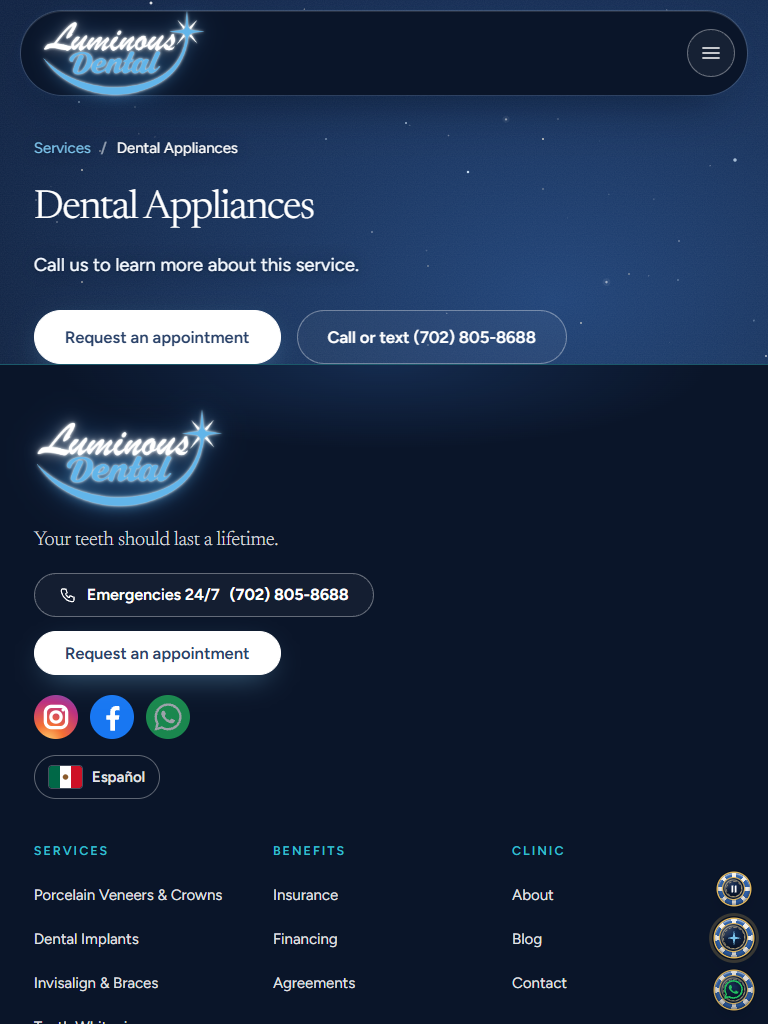 Luminous
Dental
Services / Dental Appliances
Dental Appliances
Call us to learn more about this service.
Request an appointment
Call or text (702) 805-8688
Luminous
Dental
Your teeth should last a lifetime.
Emergencies 24/7 (702) 805-8688
Request an appointment
Español
SERVICES
BENEFITS
CLINIC
Porcelain Veneers & Crowns
Insurance
About
Dental Implants
Financing
Blog
Invisalign & Braces
Agreements
Contact